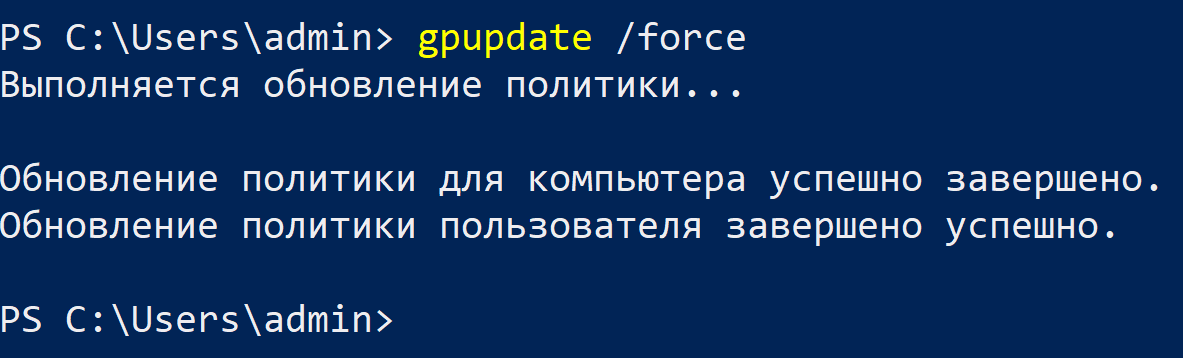 PS C:\Users\admin> gpupdate /force
Выполняется обновление политики...
Обновление политики для компьютера успешно завершено.
Обновление политики пользователя завершено успешно.
PS C:\Users\admin>